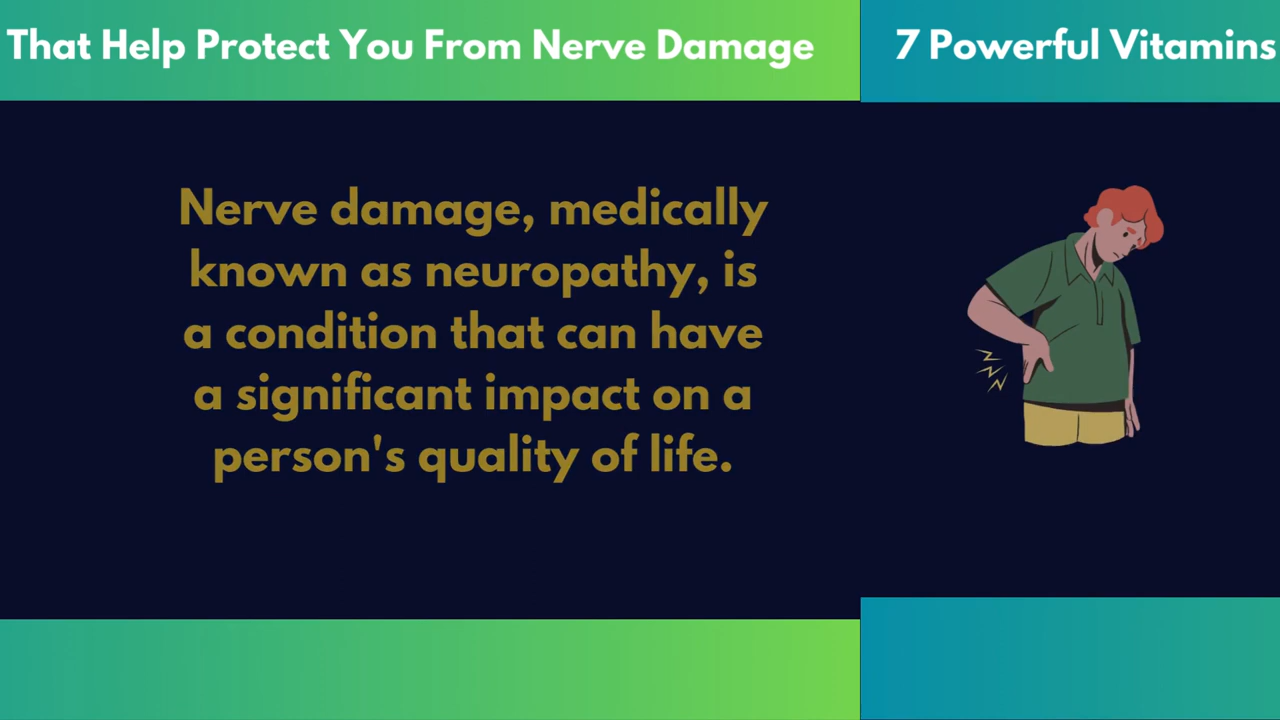 That Help Protect You From Nerve Damage
7 Powerful Vitamins
Nerve damage, medically
known as neuropathy, is
a condition that can have
a significant impact on a
person's quality of life.